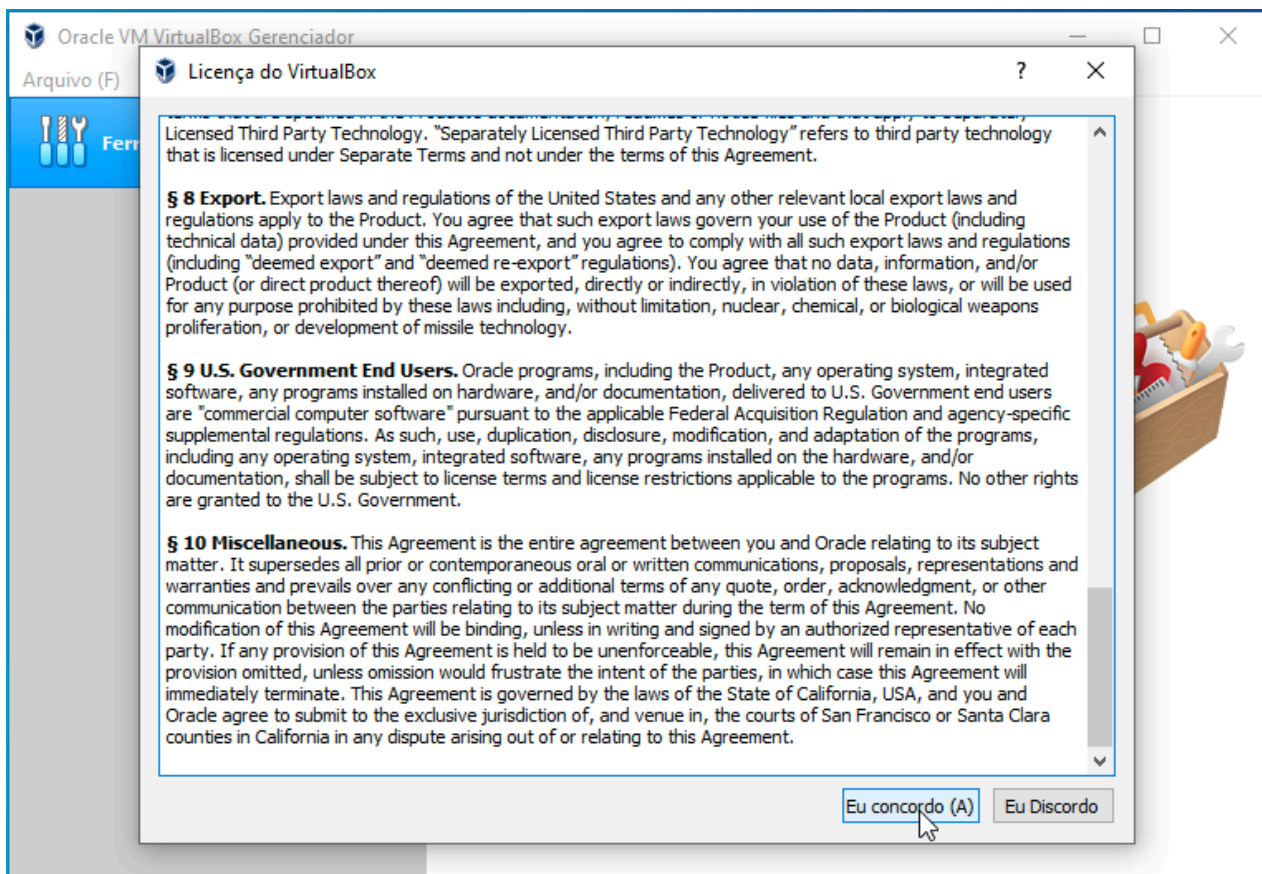 Oracle VM VirtualBox Gerenciador
Arquivo (F)
Licença do VirtualBox
?
Ferr
terms that are specified in the Product's documentation, readmes or notice files and that apply to Separately
Licensed Third Party Technology. “Separately Licensed Third Party Technology” refers to third party technology
that is licensed under Separate Terms and not under the terms of this Agreement.
§ 8 Export. Export laws and regulations of the United States and any other relevant local export laws and
regulations apply to the Product. You agree that such export laws govern your use of the Product (including
technical data) provided under this Agreement, and you agree to comply with all such export laws and regulations
(including “deemed export” and “deemed re-export” regulations). You agree that no data, information, and/or
Product (or direct product thereof) will be exported, directly or indirectly, in violation of these laws, or will be used
for any purpose prohibited by these laws including, without limitation, nuclear, chemical, or biological weapons
proliferation, or development of missile technology.
§ 9 U.S. Government End Users. Oracle programs, including the Product, any operating system, integrated
software, any programs installed on hardware, and/or documentation, delivered to U.S. Government end users
are "commercial computer software" pursuant to the applicable Federal Acquisition Regulation and agency-specific
supplemental regulations. As such, use, duplication, disclosure, modification, and adaptation of the programs,
including any operating system, integrated software, any programs installed on the hardware, and/or
documentation, shall be subject to license terms and license restrictions applicable to the programs. No other rights
are granted to the U.S. Government.
§ 10 Miscellaneous. This Agreement is the entire agreement between you and Oracle relating to its subject
matter. It supersedes all prior or contemporaneous oral or written communications, proposals, representations and
warranties and prevails over any conflicting or additional terms of any quote, order, acknowledgment, or other
communication between the parties relating to its subject matter during the term of this Agreement. No
modification of this Agreement will be binding, unless in writing and signed by an authorized representative of each
party. If any provision of this Agreement is held to be unenforceable, this Agreement will remain in effect with the
provision omitted, unless omission would frustrate the intent of the parties, in which case this Agreement will
immediately terminate. This Agreement is governed by the laws of the State of California, USA, and you and
Oracle agree to submit to the exclusive jurisdiction of, and venue in, the courts of San Francisco or Santa Clara
counties in California in any dispute arising out of or relating to this Agreement.
Eu concordo (A)
Eu Discordo